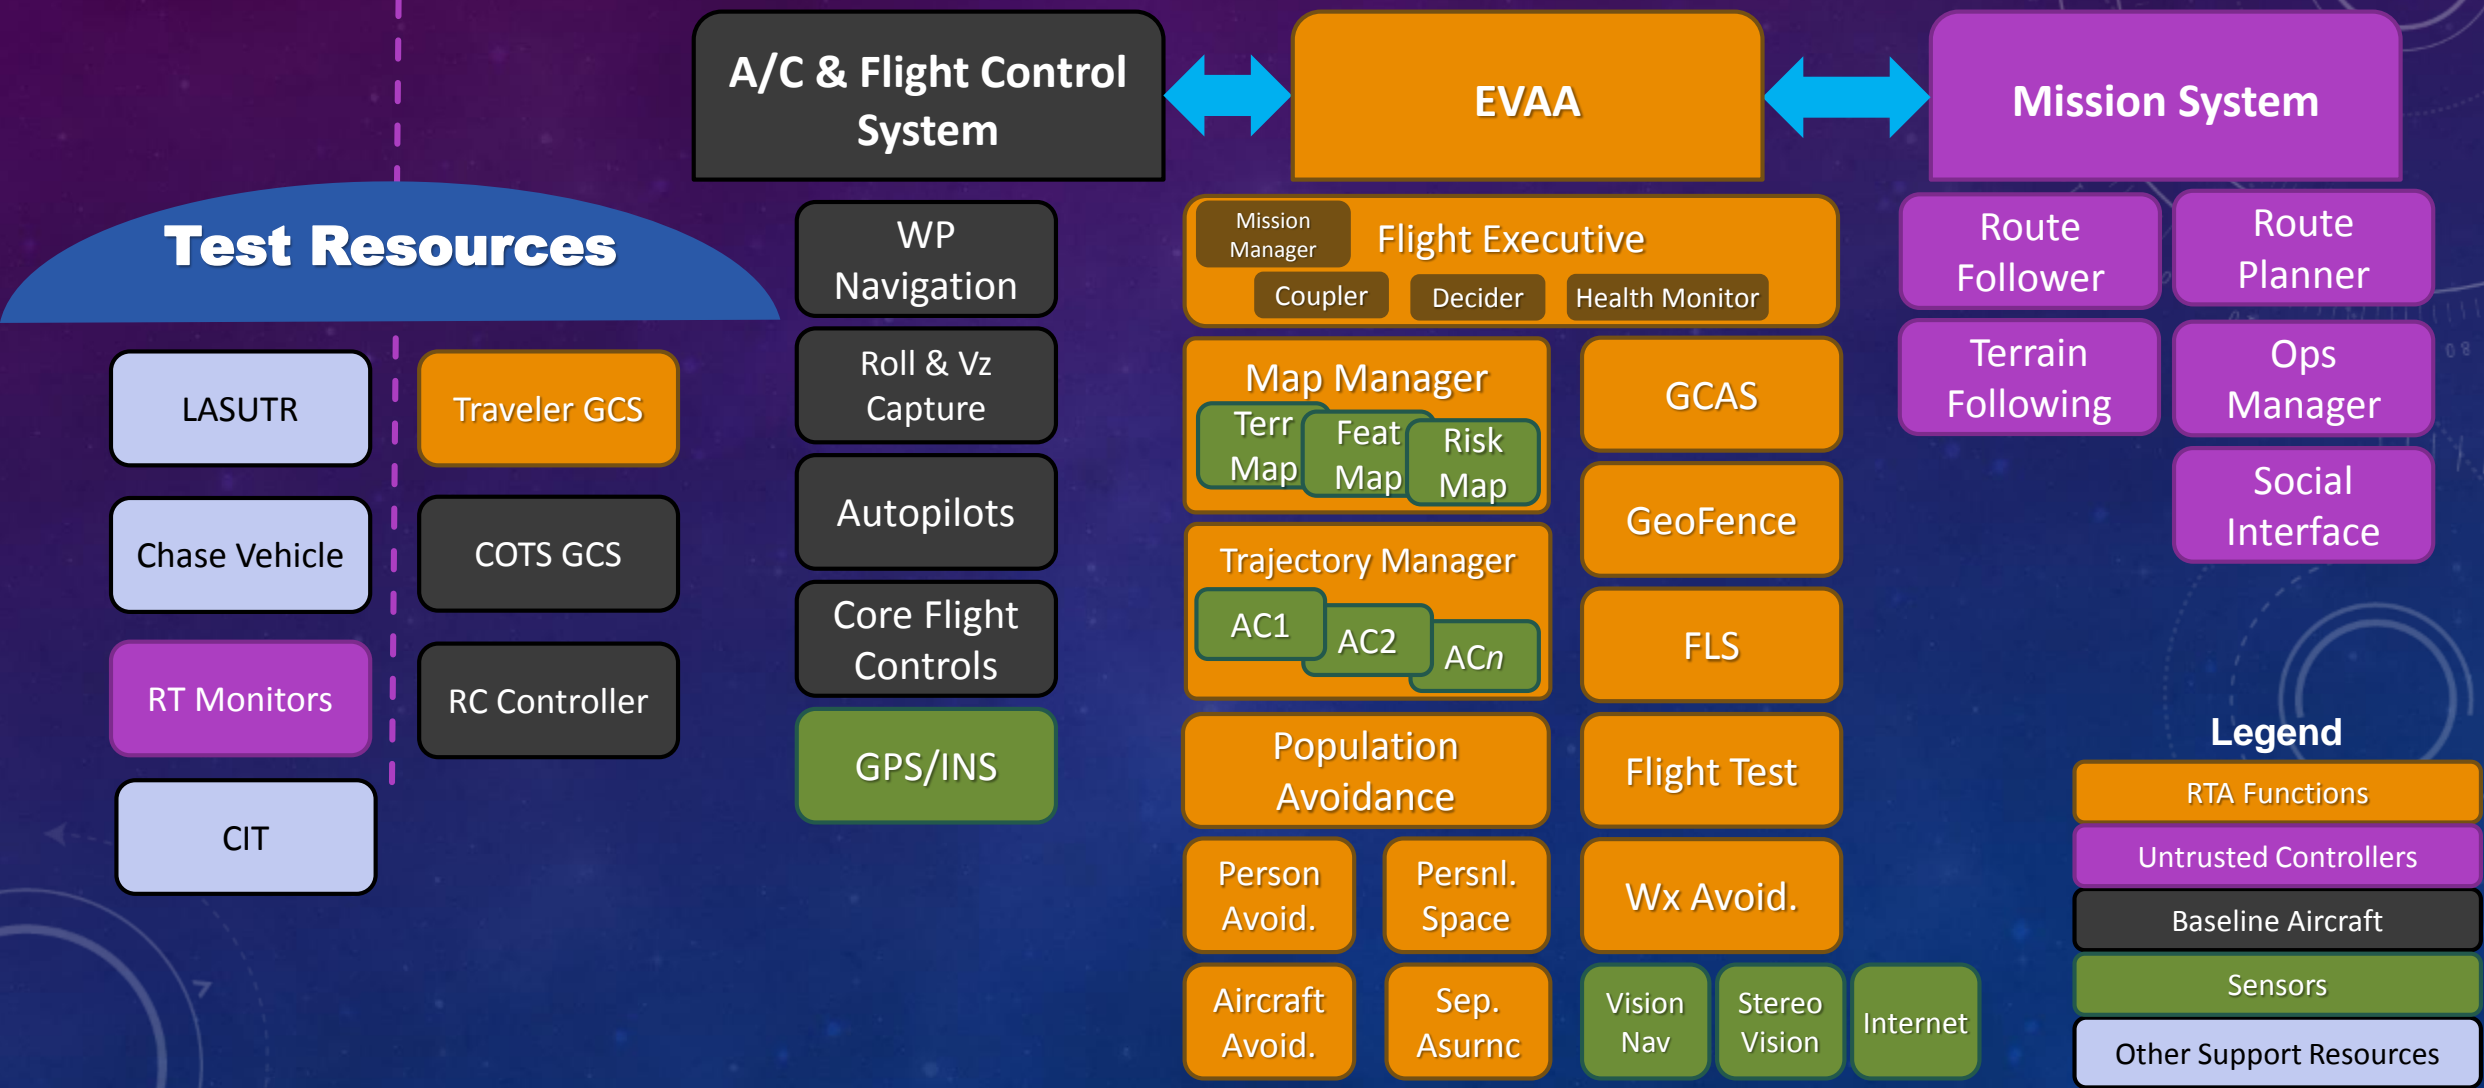 A/C & Flight Control
System
EVAA
Mission System
Test Resources
LASUTR
Traveler GCS
Chase Vehicle
COTS GCS
RT Monitors
RC Controller
CIT
WP
Navigation
Roll & Vz
Capture
Autopilots
Core Flight
Controls
GPS/INS
Mission
Manager
Flight Executive
Coupler
Decider
Health Monitor
Map Manager
Terr
Map
Feat
Map
Risk
Map
Trajectory Manager
AC1
AC2
ACn
Population
Avoidance
Person
Avoid.
Persnl.
Space
Aircraft
Avoid.
Sep.
Asurnc
GCAS
GeoFence
FLS
Flight Test
Wx Avoid.
Vision
Nav
Stereo
Vision
Internet
Route
Follower
Route
Planner
Terrain
Following
Ops
Manager
Social
Interface
Legend
RTA Functions
Untrusted Controllers
Baseline Aircraft
Sensors
Other Support Resources